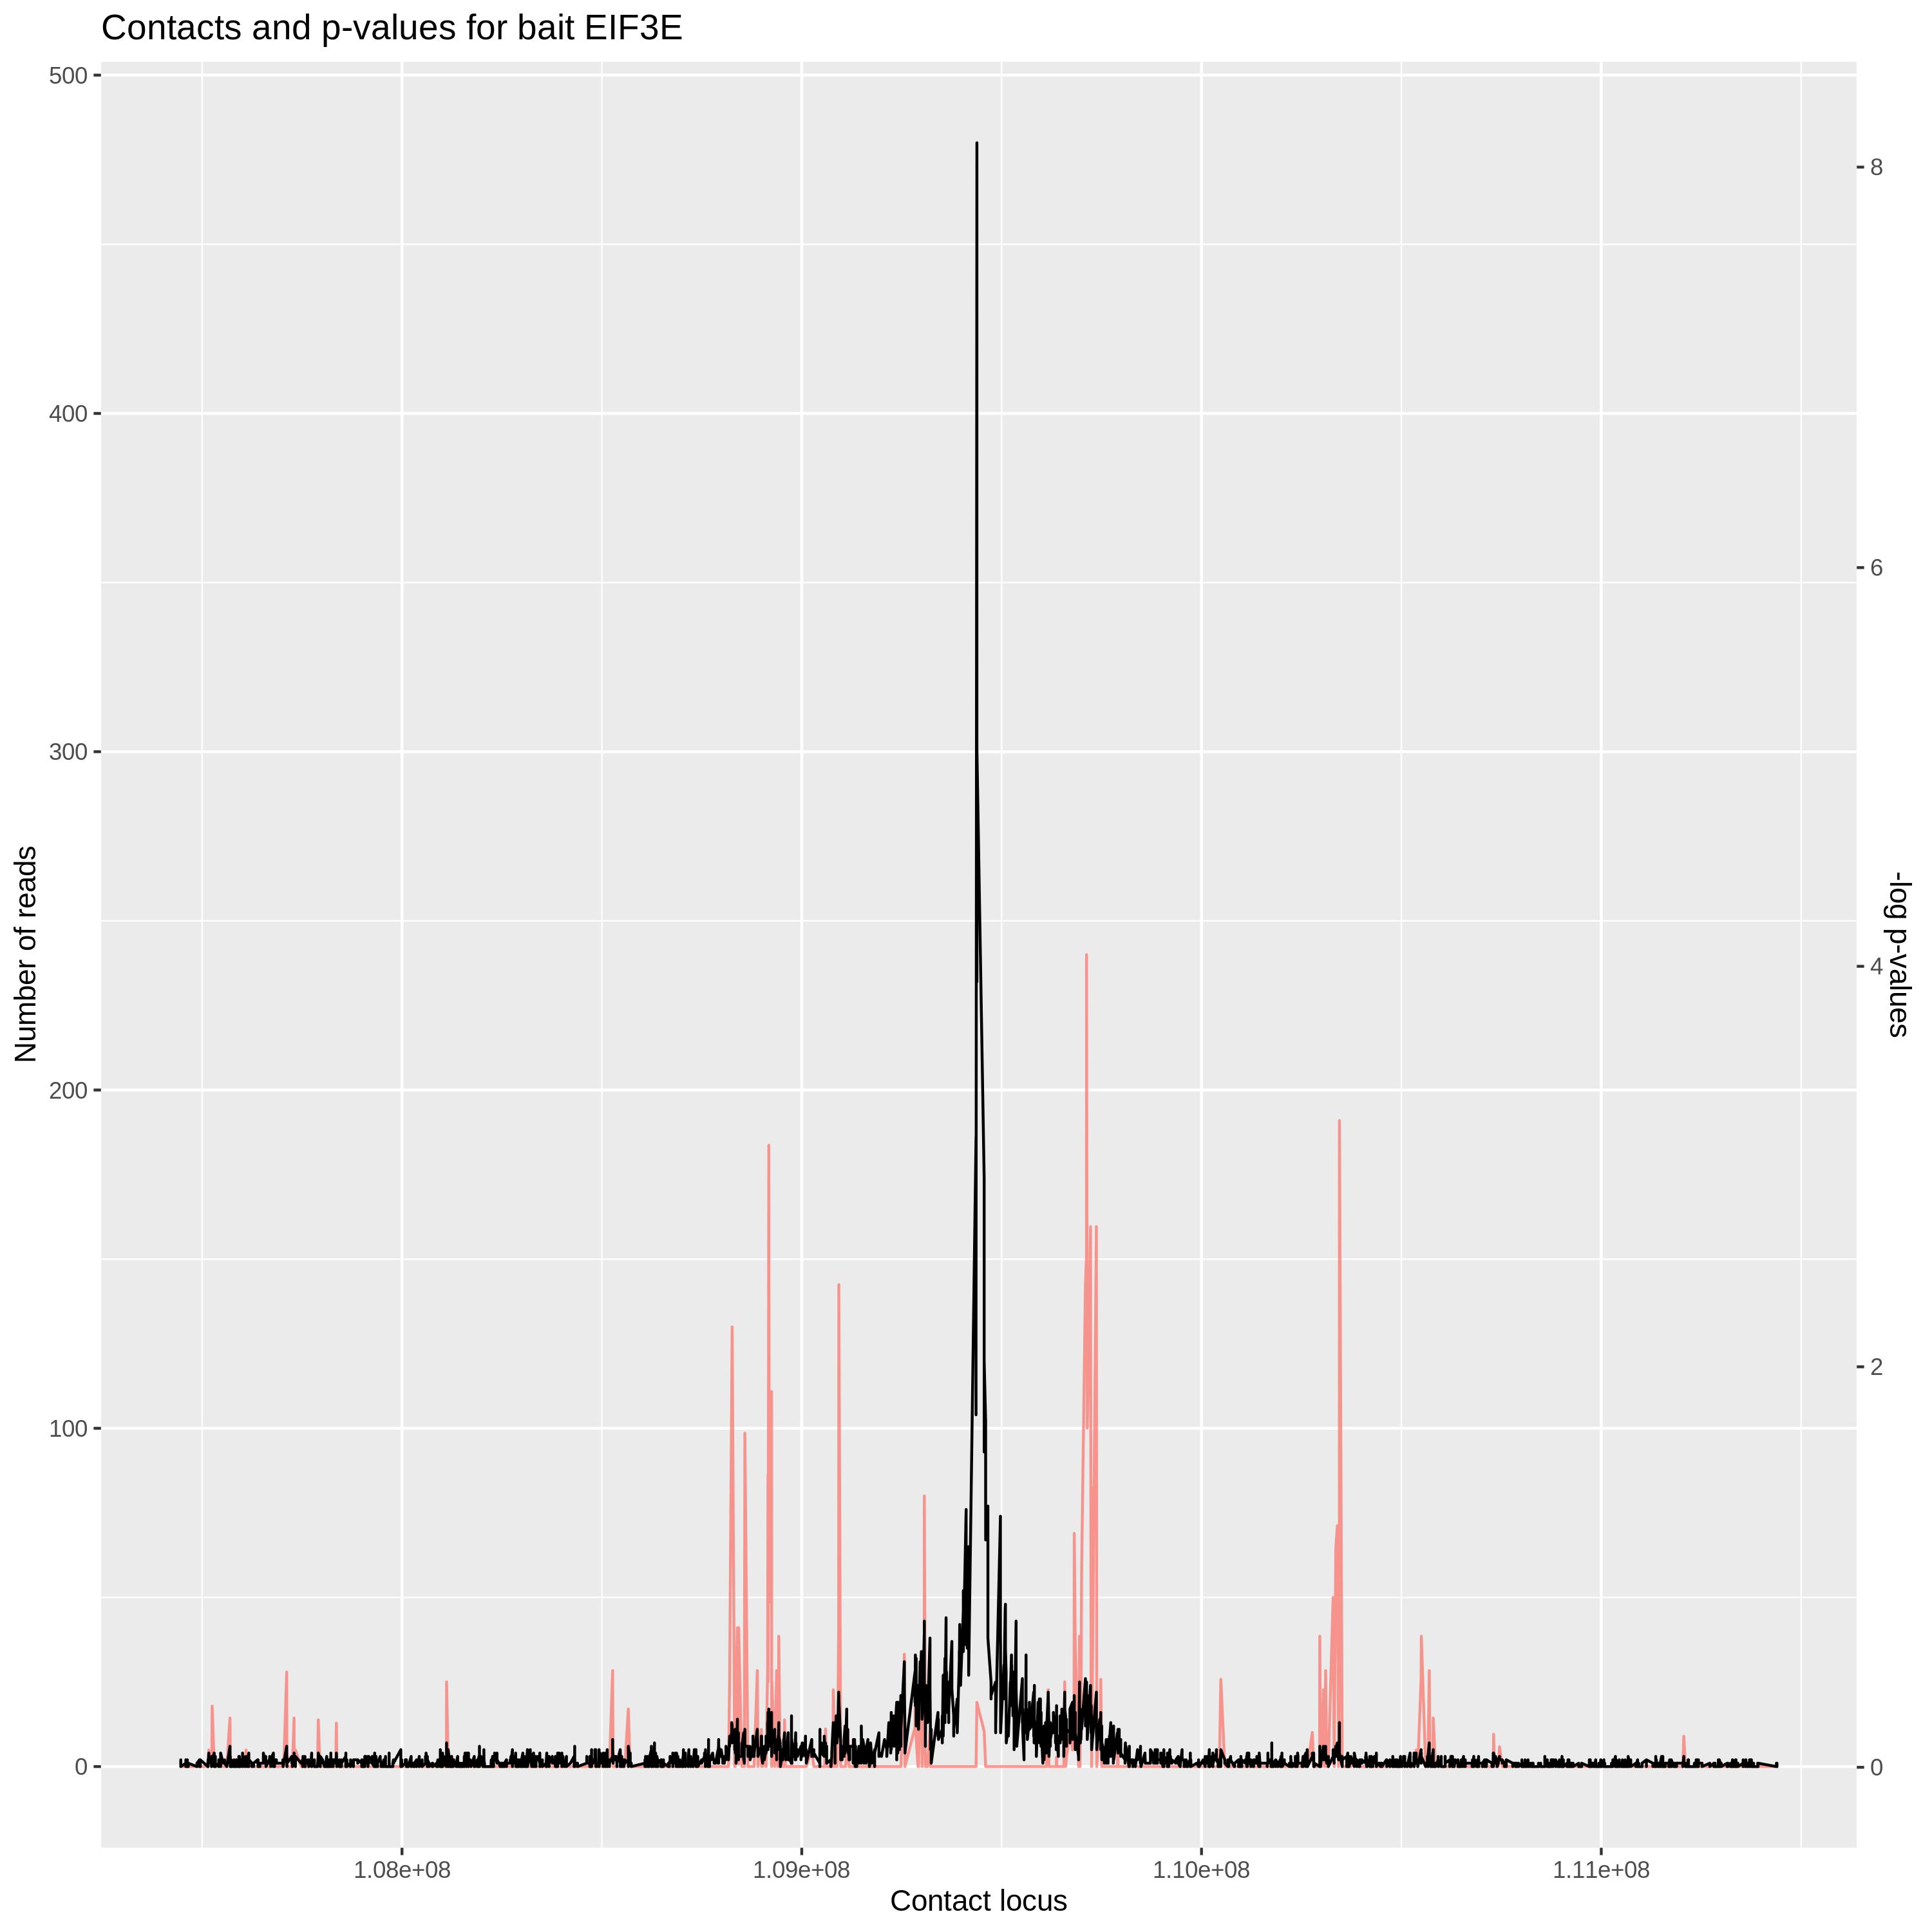 Contacts and p-values for bait EIF3E
500
400
300
200
100
0
Number of reads
8
6
4
2
0
-log p-values
1.08e+08
1.09e+08
1.10e+08
1.11e+08
Contact locus